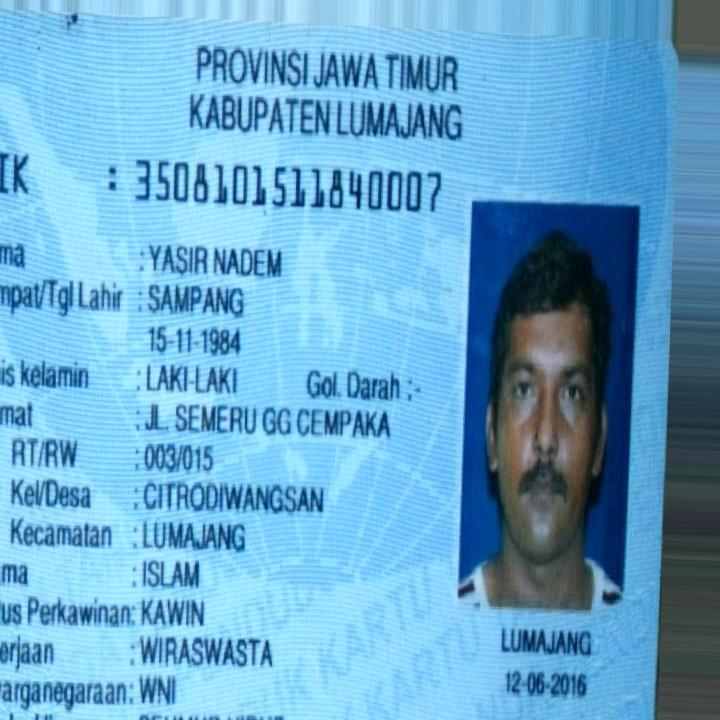 PROVINSI JAWA TIMUR
KABUPATEN LUMAJANG
IK : 3508101511840007
ma : YASIR NADEM
mpat/Tgl Lahir : SAMPANG
15-11-1984
is kelamin : LAKI-LAKI Gol. Darah :-
mat : JL. SEMERU GG CEMPAKA
RT/RW : 003/015
Kel/Desa : CITRODIWANGSAN
Kecamatan : LUMAJANG
ma : ISLAM
us Perkawinan: KAWIN
erjaan : WIRASWASTA
arganegaraan: WNI
LUMAJANG
12-06-2016